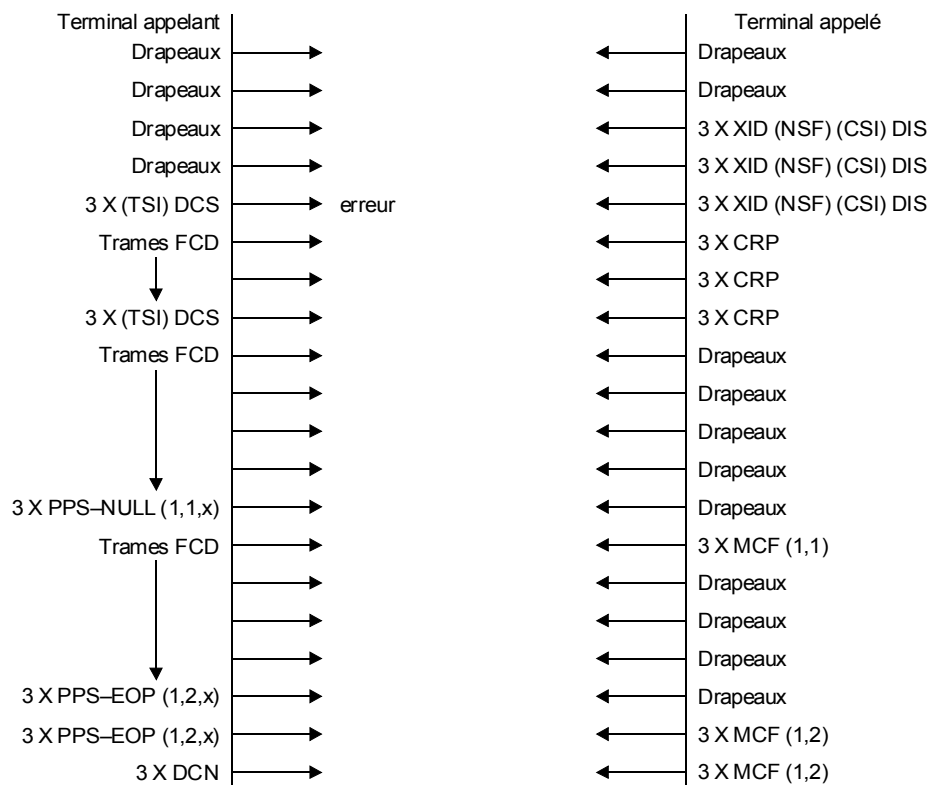 Terminal appelant Terminal appelé
Drapeaux Drapeaux
Drapeaux Drapeaux
Drapeaux 3 X XID (NSF) (CSI) DIS
Drapeaux 3 X XID (NSF) (CSI) DIS
3 X (TSI) DCS erreur 3 X XID (NSF) (CSI) DIS
Trames FCD 3 X CRP
3 X CRP
3 X (TSI) DCS 3 X CRP
Trames FCD Drapeaux
Drapeaux
Drapeaux
Drapeaux
3 X PPS–NULL (1,1,x) Drapeaux
Trames FCD 3 X MCF (1,1)
Drapeaux
Drapeaux
Drapeaux
3 X PPS–EOP (1,2,x) Drapeaux
3 X PPS–EOP (1,2,x) 3 X MCF (1,2)
3 X DCN 3 X MCF (1,2)